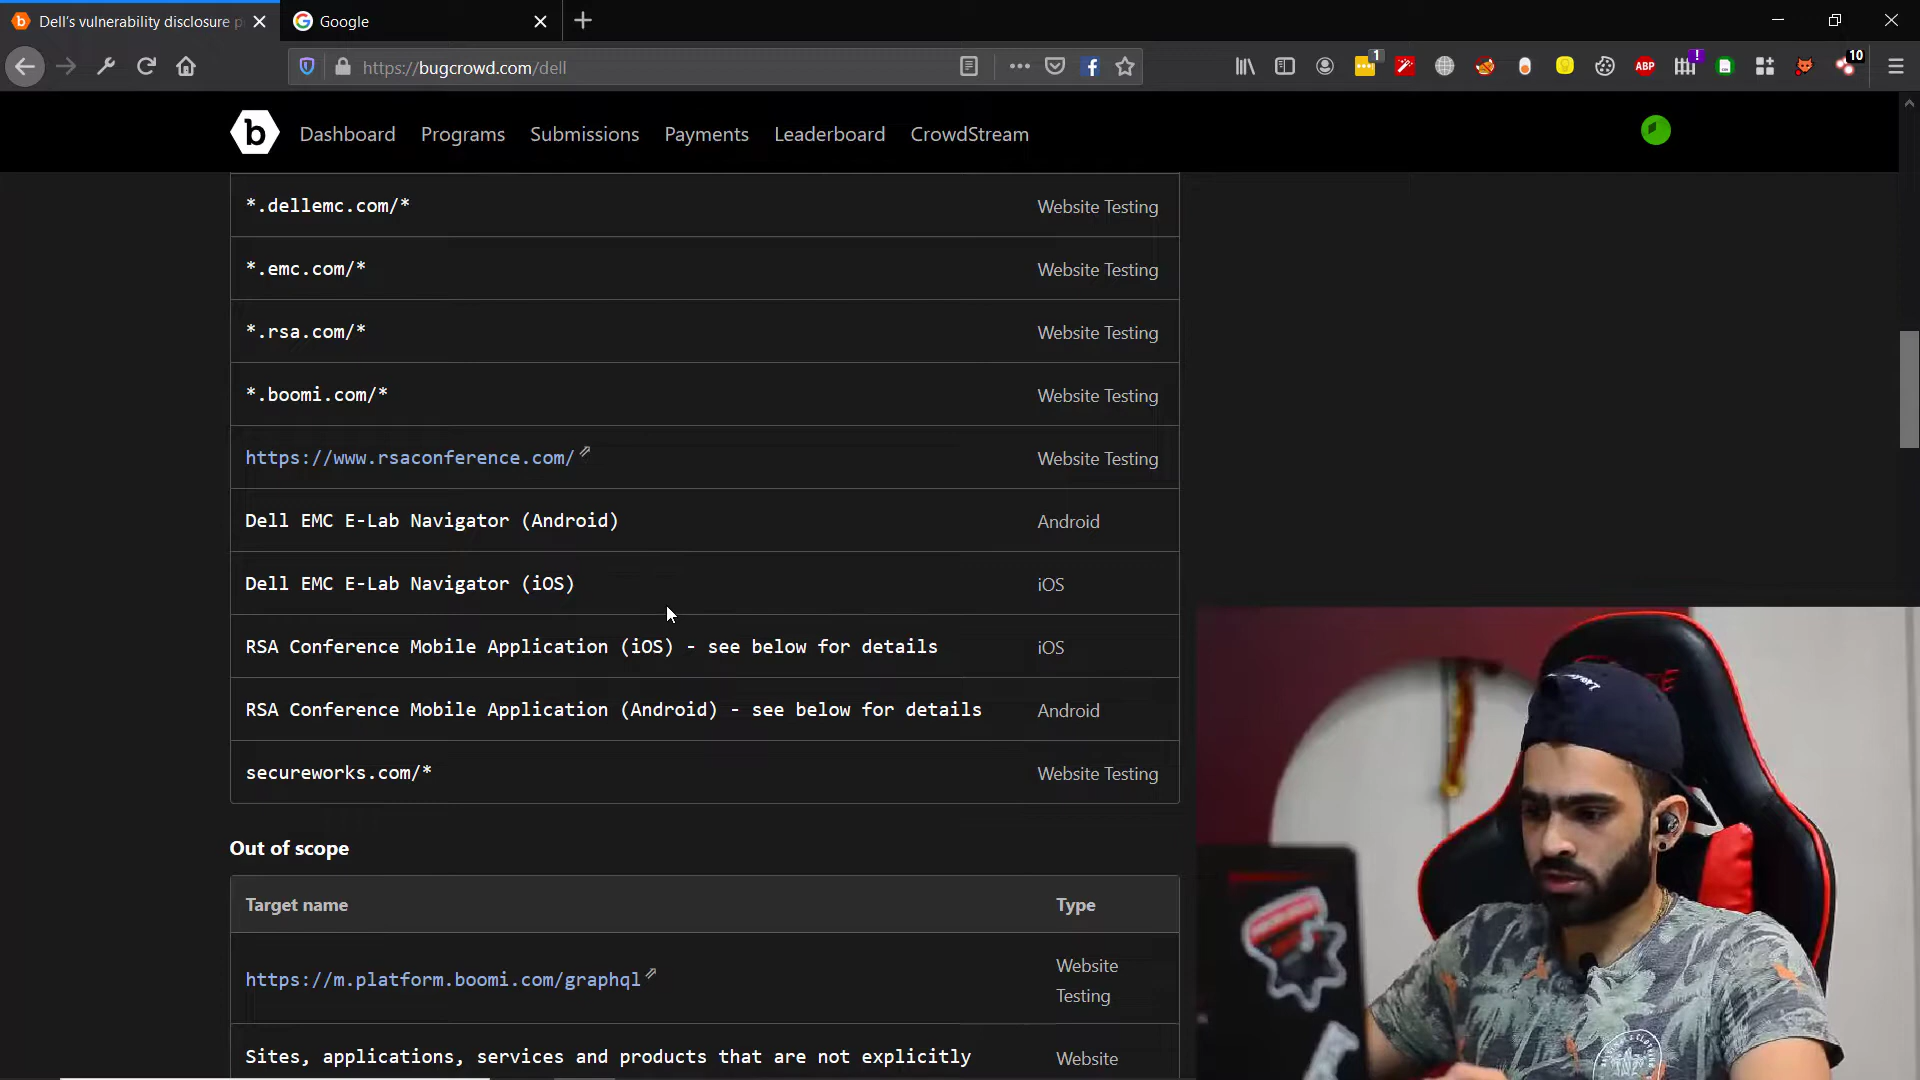 Dell's vulnerability disclosure p
Google
https://bugcrowd.com/dell
1
ABP
!
10
b
Dashboard
Programs
Submissions
Payments
Leaderboard
CrowdStream
*.dellemc.com/*
Website Testing
*.emc.com/*
Website Testing
*.rsa.com/*
Website Testing
*.boomi.com/*
Website Testing
https://www.rsaconference.com/
Website Testing
Dell EMC E-Lab Navigator (Android)
Android
Dell EMC E-Lab Navigator (iOS)
iOS
RSA Conference Mobile Application (iOS) - see below for details
iOS
RSA Conference Mobile Application (Android) - see below for details
Android
secureworks.com/*
Website Testing
Out of scope
Target name
Type
https://m.platform.boomi.com/graphql
Website
Testing
Sites, applications, services and products that are not explicitly
Website